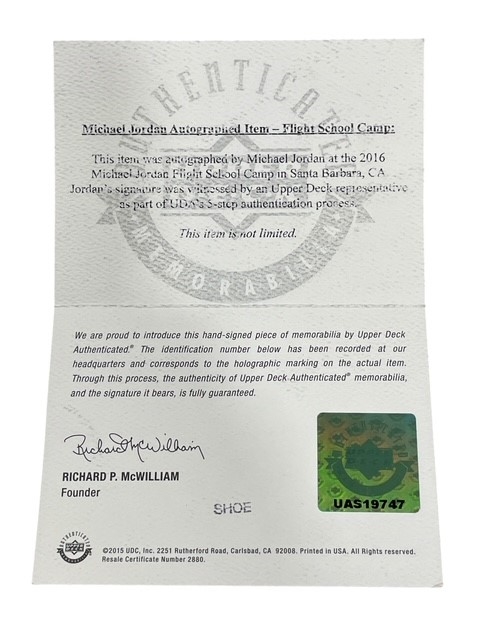 AUTHENTICATED
Michael Jordan Autographed Item – Flight School Camp:
This item was autographed by Michael Jordan at the 2016
Michael Jordan Flight School Camp in Santa Barbara, CA.
Jordan's signature was witnessed by an Upper Deck representative
as part of UDA's 5-step authentication process.
This item is not limited.
MEMORABILIA
We are proud to introduce this hand-signed piece of memorabilia by Upper Deck
Authenticated.® The identification number below has been recorded at our
headquarters and corresponds to the holographic marking on the actual item.
Through this process, the authenticity of Upper Deck Authenticated® memorabilia,
and the signature it bears, is fully guaranteed.
Richard P. McWilliam
RICHARD P. McWILLIAM
Founder
SHOE
UAS19747
©2015 UDC, Inc. 2251 Rutherford Road, Carlsbad, CA 92008. Printed in USA. All Rights reserved.
Resale Certificate Number 2880.